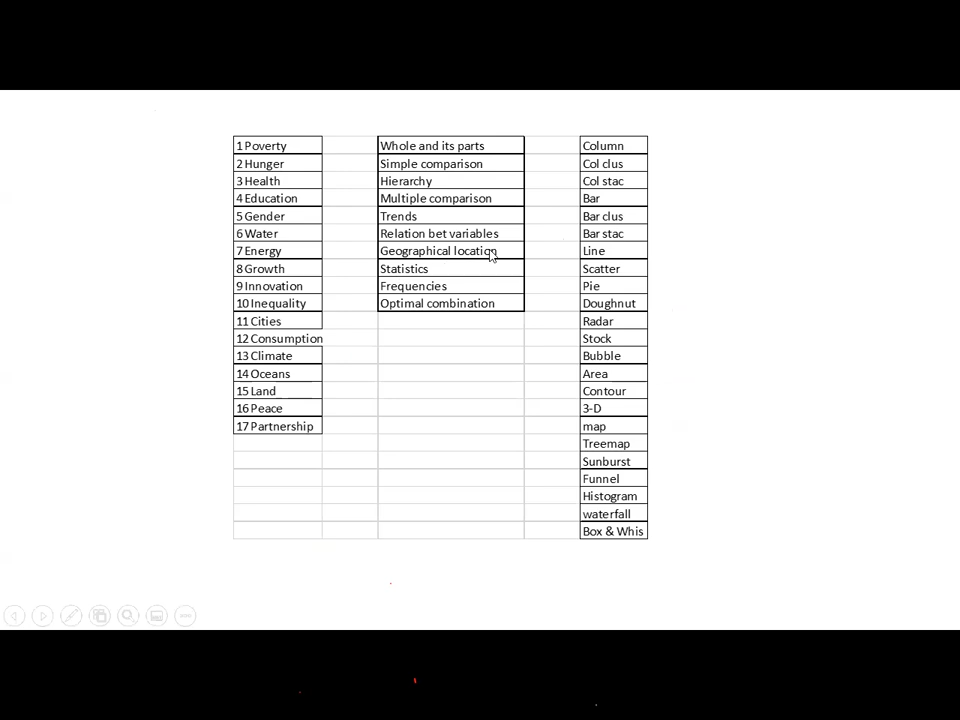 1 Poverty
2 Hunger
3 Health
4 Education
5 Gender
6 Water
7 Energy
8 Growth
9 Innovation
10 Inequality
11 Cities
12 Consumption
13 Climate
14 Oceans
15 Land
16 Peace
17 Partnership
Whole and its parts
Simple comparison
Hierarchy
Multiple comparison
Trends
Relation bet variables
Geographical location
Statistics
Frequencies
Optimal combination
Column
Col clus
Col stac
Bar
Bar clus
Bar stac
Line
Scatter
Pie
Doughnut
Radar
Stock
Bubble
Area
Contour
3-D
map
Treemap
Sunburst
Funnel
Histogram
waterfall
Box & Whis